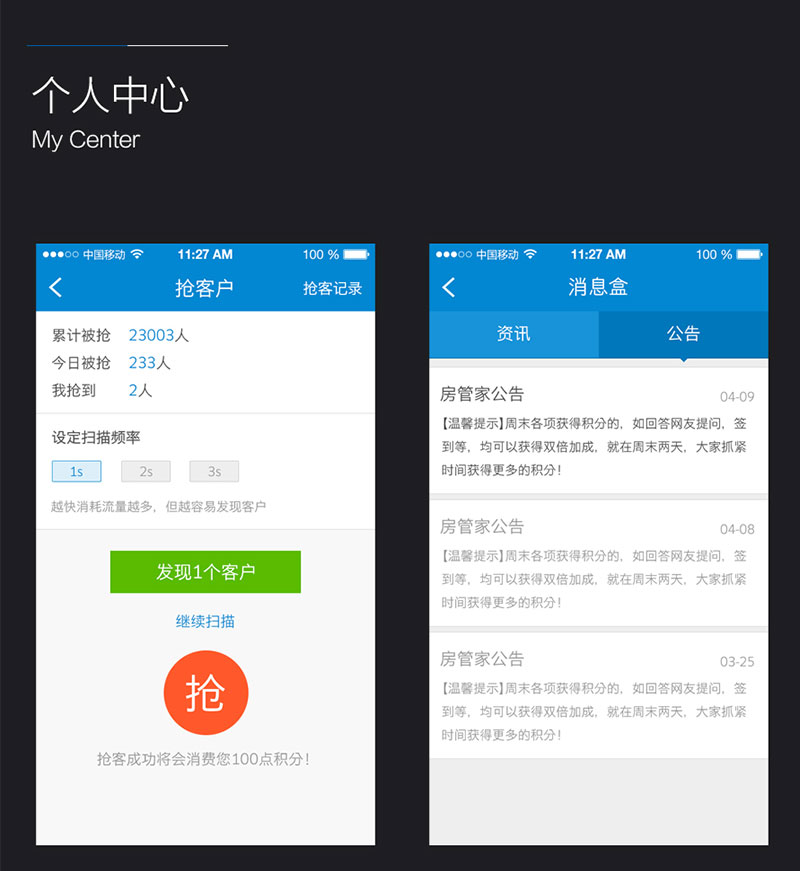 个人中心
My Center
中国移动 11:27 AM 100 %
抢客户 抢客记录
累计被抢 23003人
今日被抢 233人
我抢到 2人
设定扫描频率
1s 2s 3s
越快消耗流量越多，但越容易发现客户
发现1个客户
继续扫描
抢
抢客成功将会消费您100点积分！
中国移动 11:27 AM 100 %
消息盒
资讯 公告
房管家公告 04-09
【温馨提示】周末各项获得积分的，如回答网友提问，签
到等，均可以获得双倍加成，就在周末两天，大家抓紧
时间获得更多的积分！
房管家公告 04-08
【温馨提示】周末各项获得积分的，如回答网友提问，签
到等，均可以获得双倍加成，就在周末两天，大家抓紧
时间获得更多的积分！
房管家公告 03-25
【温馨提示】周末各项获得积分的，如回答网友提问，签
到等，均可以获得双倍加成，就在周末两天，大家抓紧
时间获得更多的积分！